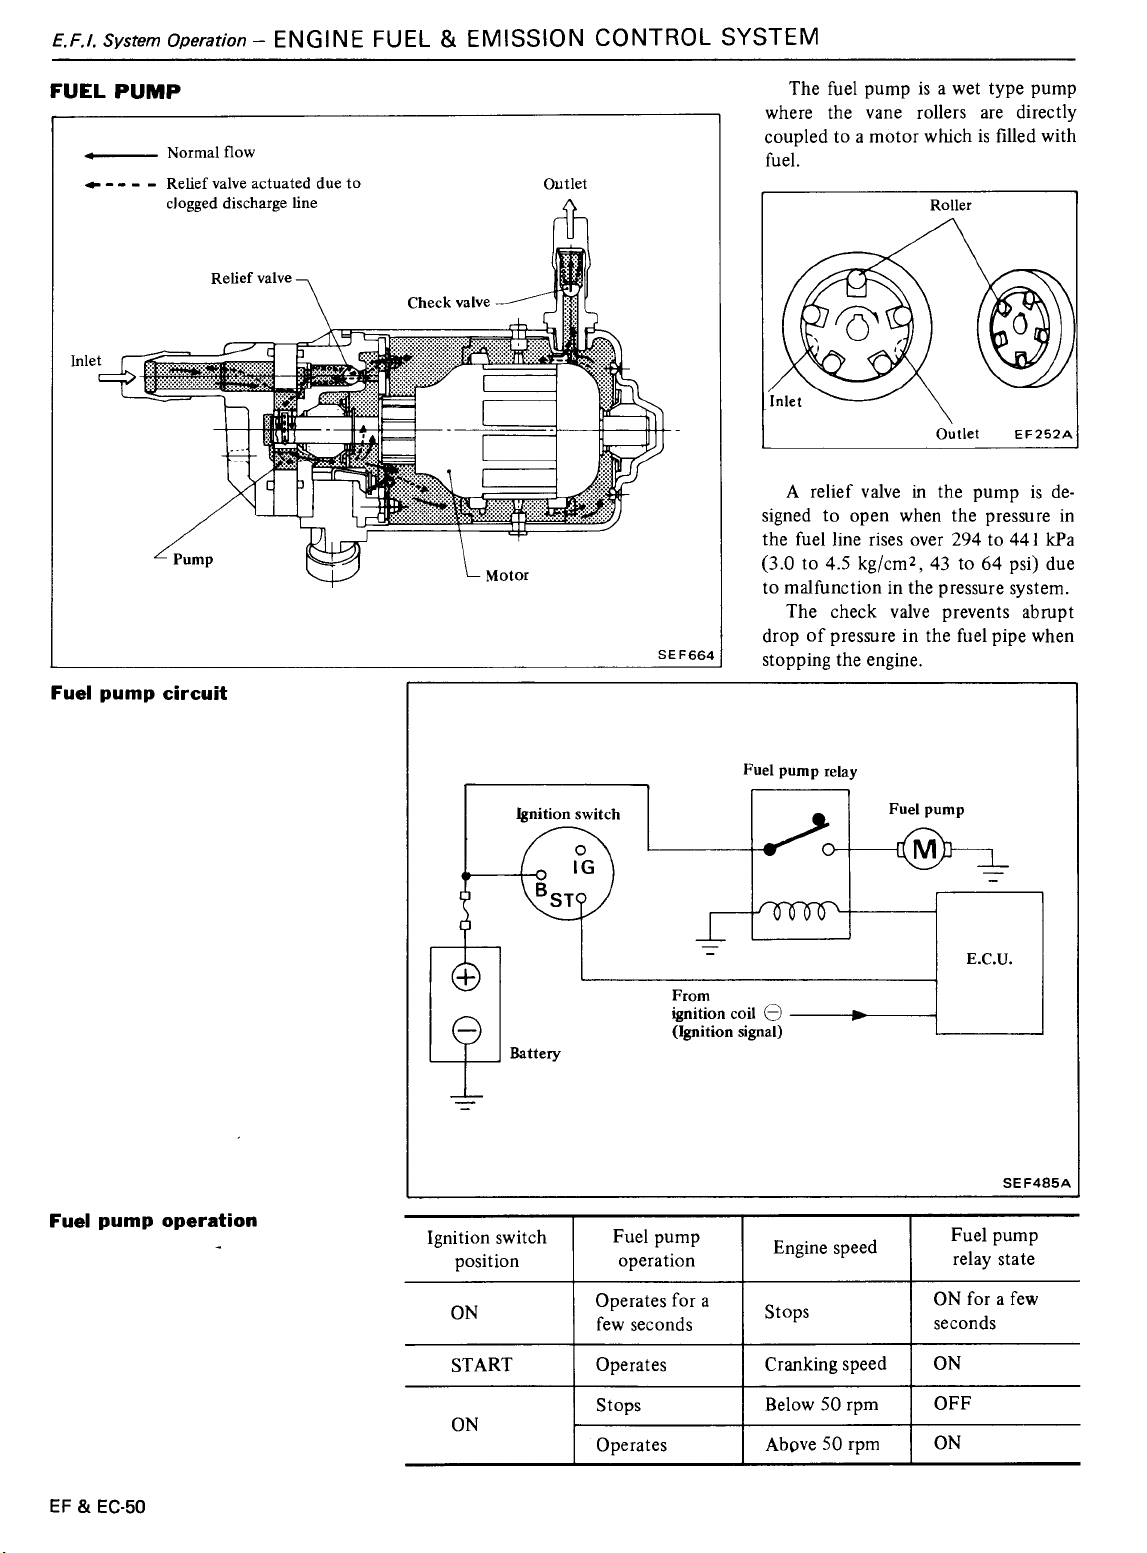 E.F.I. System Operation – ENGINE FUEL & EMISSION CONTROL SYSTEM
FUEL PUMP
Normal flow
Relief valve actuated due to
clogged discharge line
Outlet
Relief valve
Check valve
Inlet
Pump
Motor
SEF664
The fuel pump is a wet type pump
where the vane rollers are directly
coupled to a motor which is filled with
fuel.
Roller
Inlet
Outlet
EF252A
A relief valve in the pump is de-
signed to open when the pressure in
the fuel line rises over 294 to 441 kPa
(3.0 to 4.5 kg/cm², 43 to 64 psi) due
to malfunction in the pressure system.
The check valve prevents abrupt
drop of pressure in the fuel pipe when
stopping the engine.
Fuel pump circuit
Fuel pump relay
Ignition switch
Fuel pump
IG
B
ST
M
E.C.U.
+
−
From
ignition coil ⊖
(Ignition signal)
Battery
SEF485A
Fuel pump operation
Ignition switch position | Fuel pump operation | Engine speed | Fuel pump relay state
ON | Operates for a few seconds | Stops | ON for a few seconds
START | Operates | Cranking speed | ON
ON | Stops | Below 50 rpm | OFF
Operates | Above 50 rpm | ON
EF & EC-50